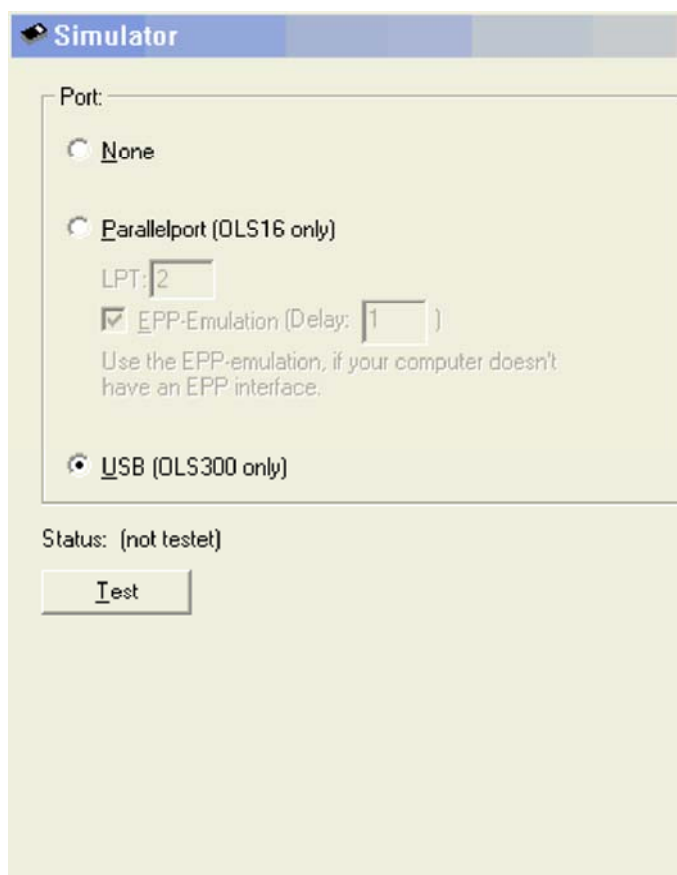 Simulator
Port:
None
Parallelport (OLS16 only)
LPT: 2
EPP-Emulation (Delay: 1 )
Use the EPP-emulation, if your computer doesn't
have an EPP interface.
USB (OLS300 only)
Status: (not testet)
Test